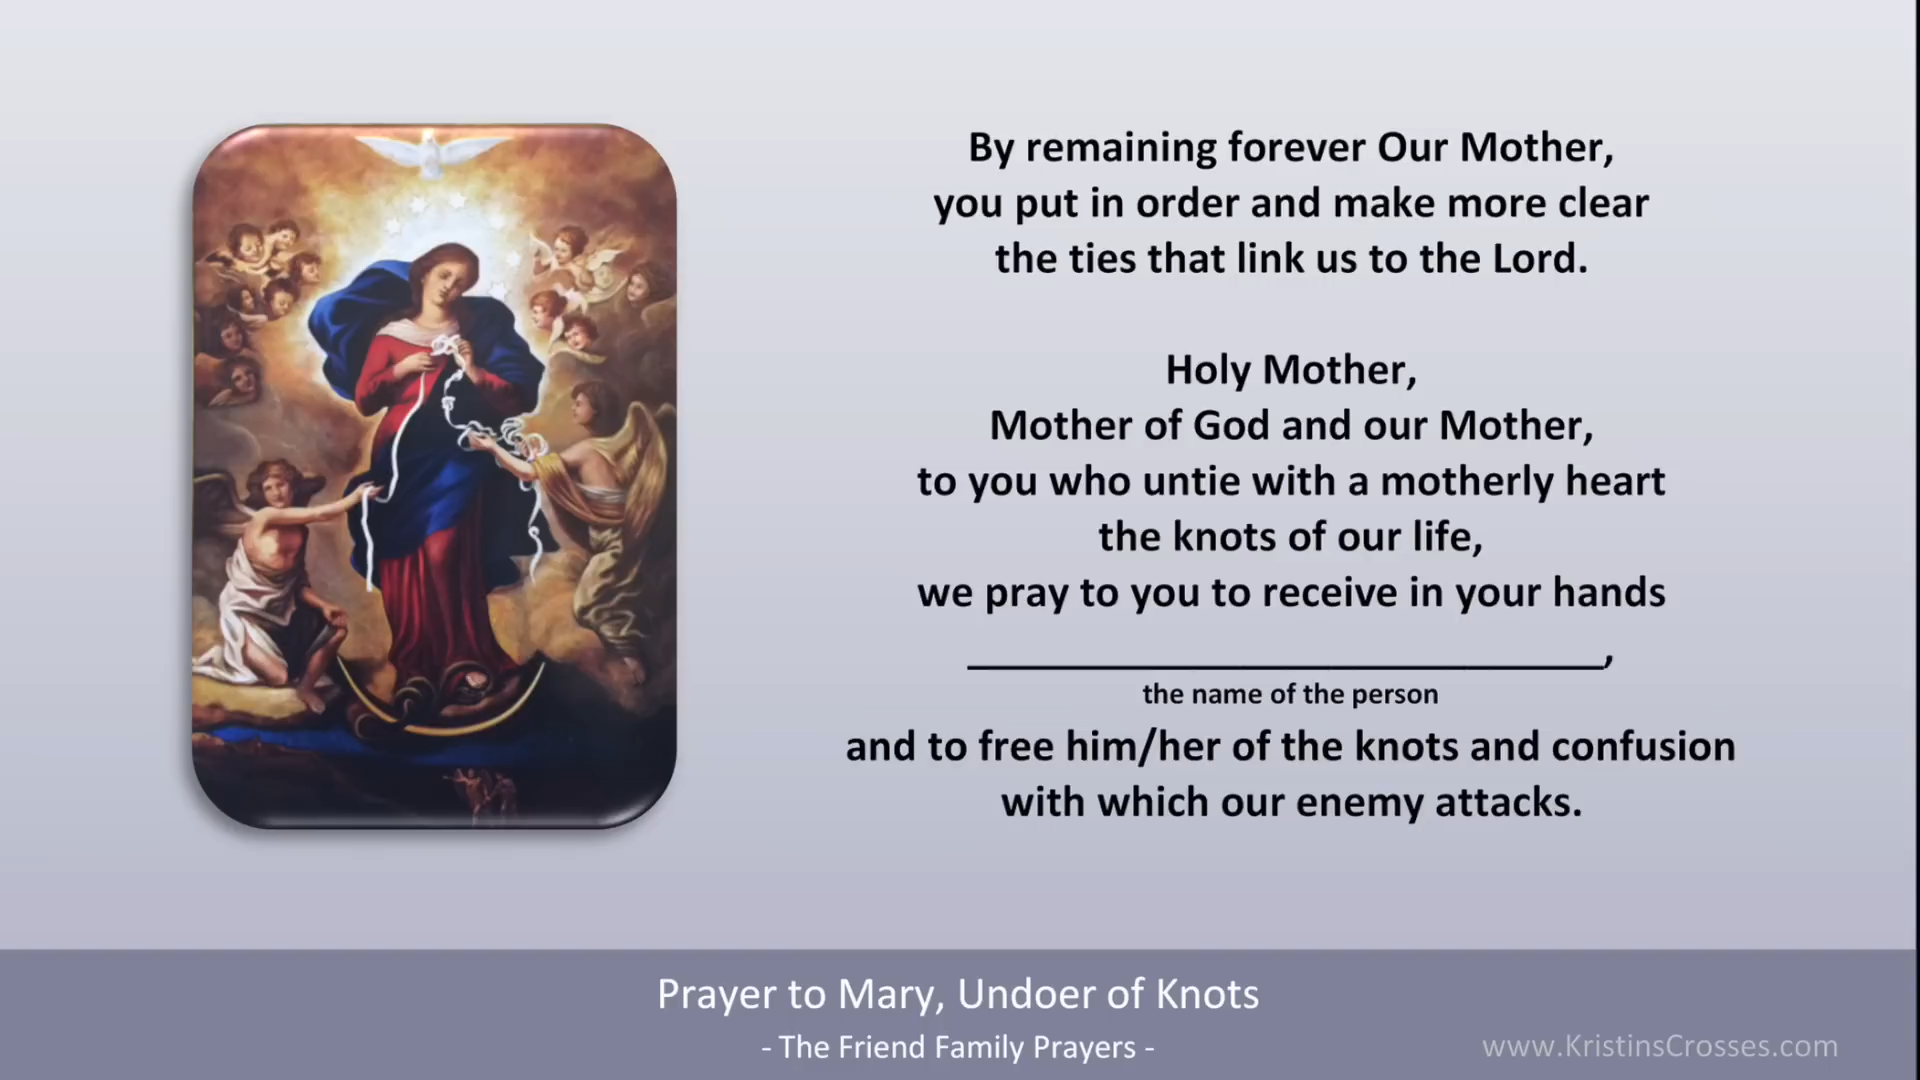 By remaining forever Our Mother,
you put in order and make more clear
the ties that link us to the Lord.
Holy Mother,
Mother of God and our Mother,
to you who untie with a motherly heart
the knots of our life,
we pray to you to receive in your hands
______________________________,
the name of the person
and to free him/her of the knots and confusion
with which our enemy attacks.
Prayer to Mary, Undoer of Knots
- The Friend Family Prayers -
www.KristinsCrosses.com